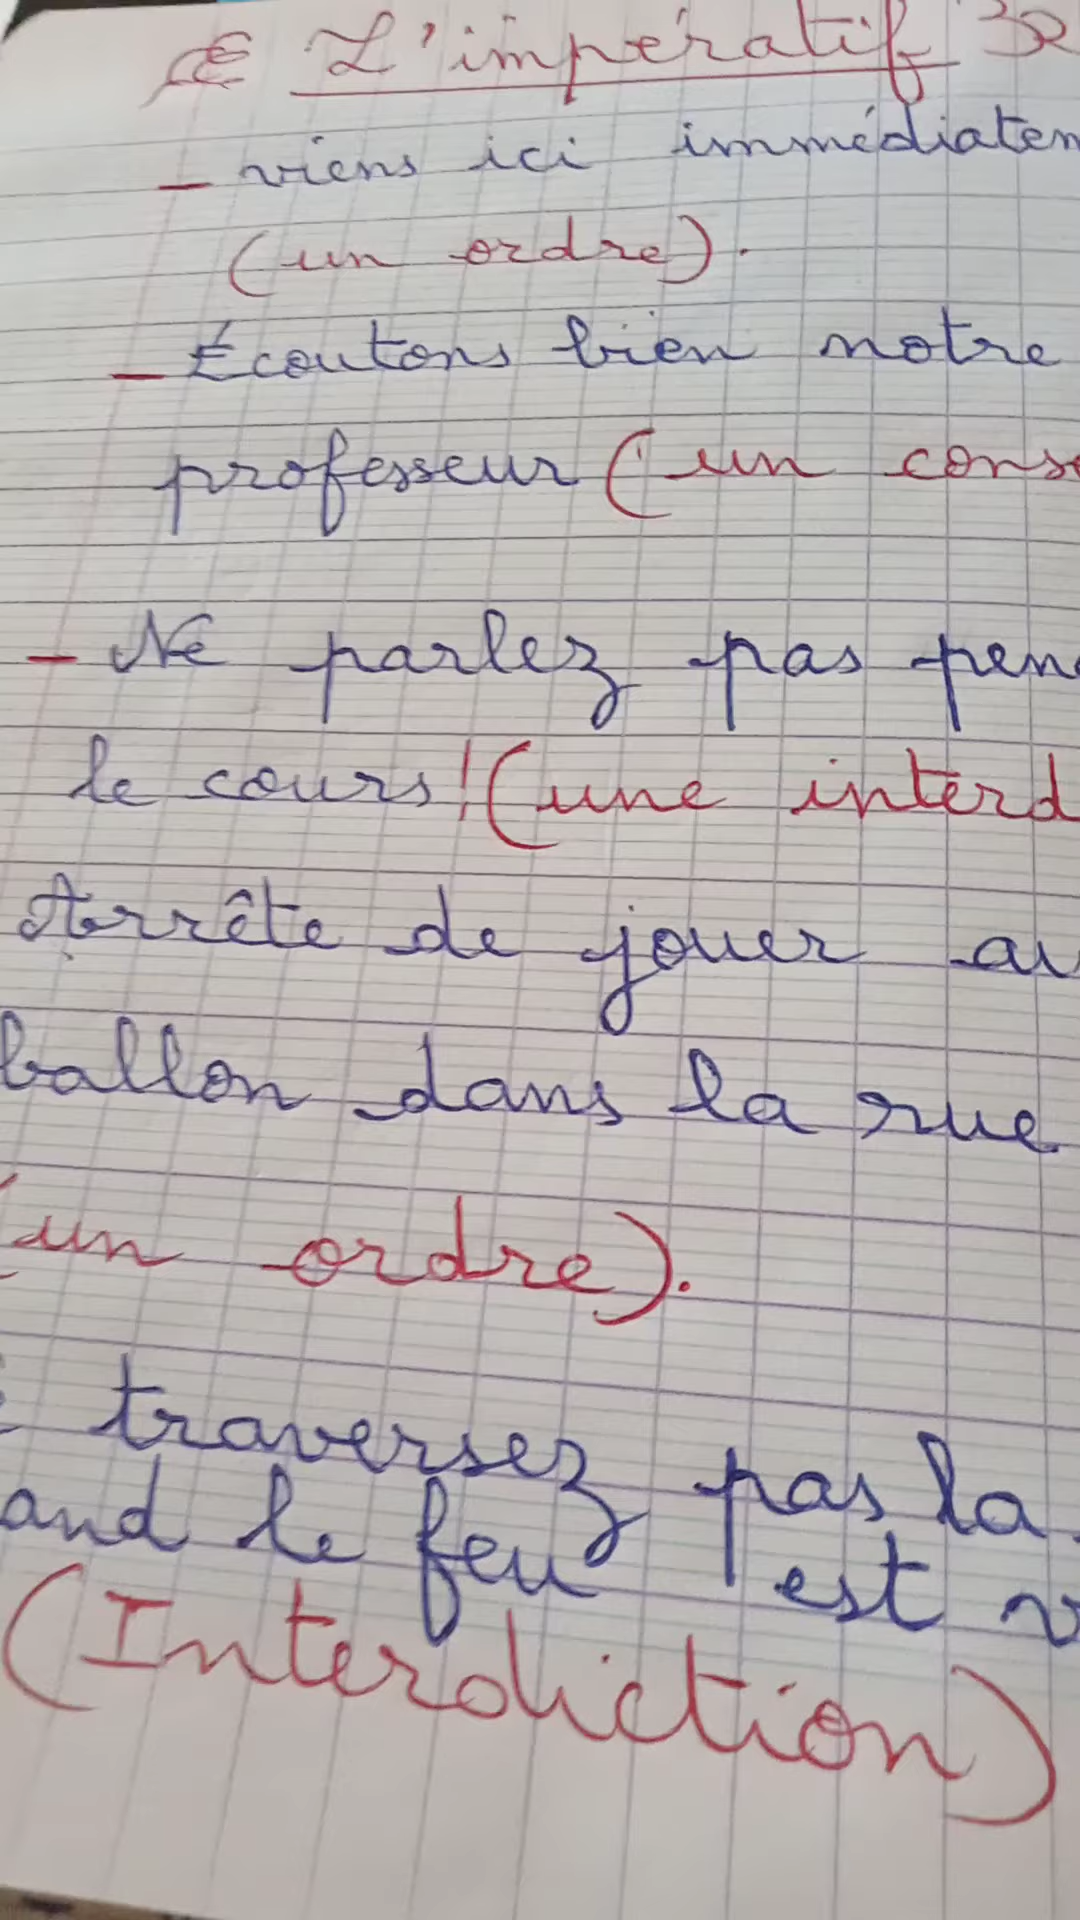 L'impératif
- viens ici immédiatem
(un ordre).
- Écoutons bien notre
professeur (un cons
- Ne parlez pas pen
le cours! (une interd
Arrête de jouer
ballon dans la rue
(un ordre).
traversez pas la
and le feu est
(Interdiction)